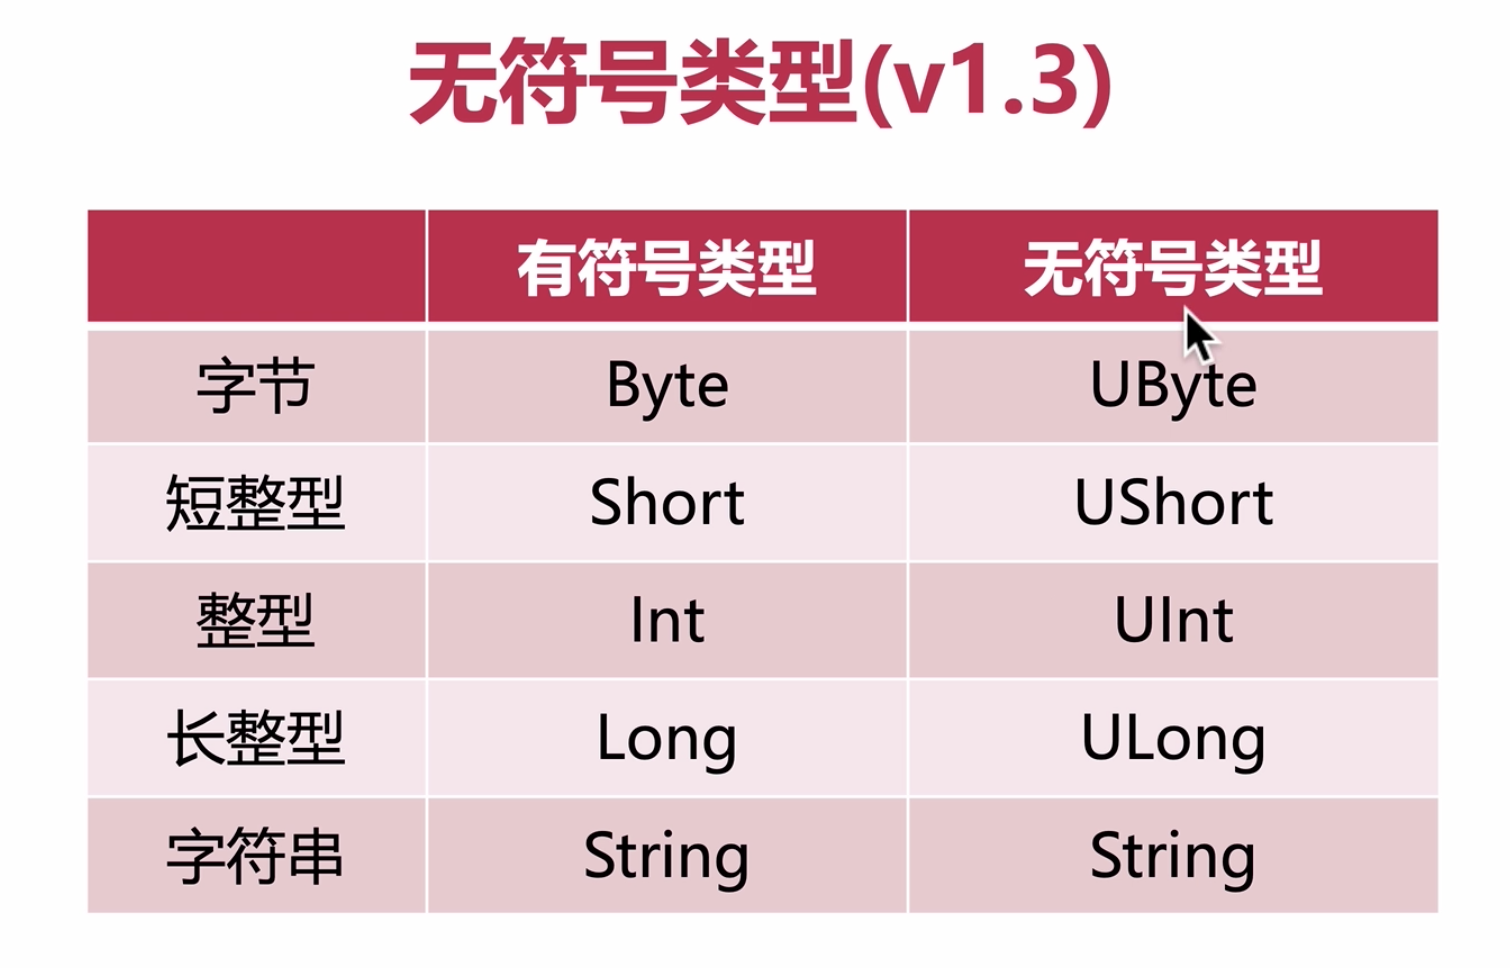 无符号类型(v1.3)
有符号类型 无符号类型
字节 Byte UByte
短整型 Short UShort
整型 Int UInt
长整型 Long ULong
字符串 String String